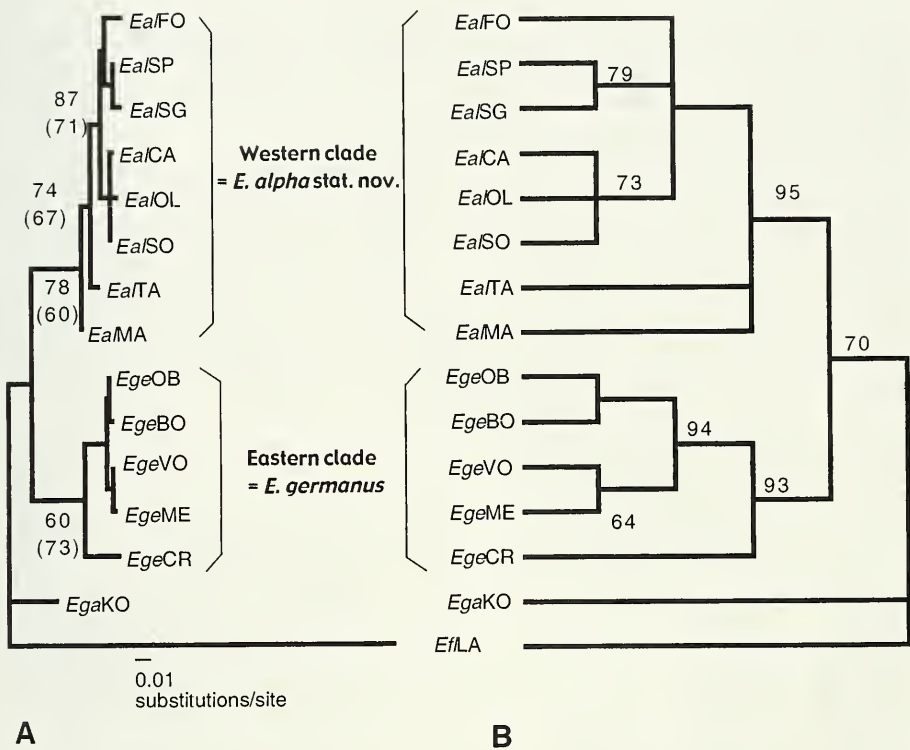 EalFO
EalSP
EalSG
EalCA
EalOL
EalSO
EalTA
EalMA
EgeOB
EgeBO
EgeVO
EgeME
EgeCR
EgaKO
87
(71)
74
(67)
78
(60)
60
(73)
0.01
substitutions/site
A
Western clade
= E. alpha stat. nov.
Eastern clade
= E. germanus
EalFO
EalSP
EalSG
EalCA
EalOL
EalSO
EalTA
EalMA
EgeOB
EgeBO
EgeVO
EgeME
EgeCR
EgaKO
EflLA
79
73
95
70
94
93
64
B